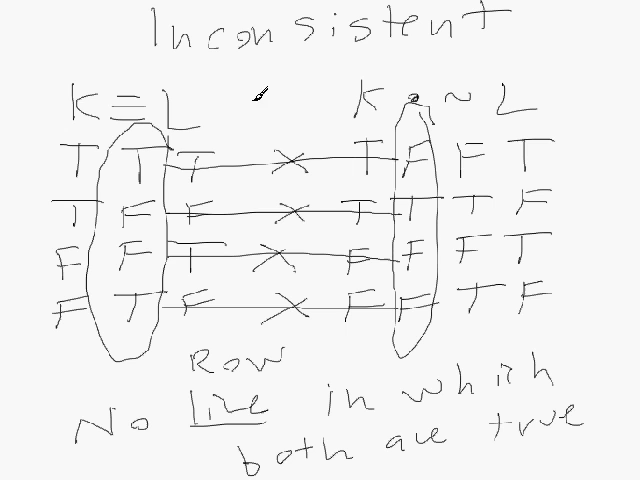 Inconsistent
K ≡ L K • ~ L
T T T T F F T
T F F T T T F
F F T F F F T
F T F F F T F
Row
No Line in which
both are true